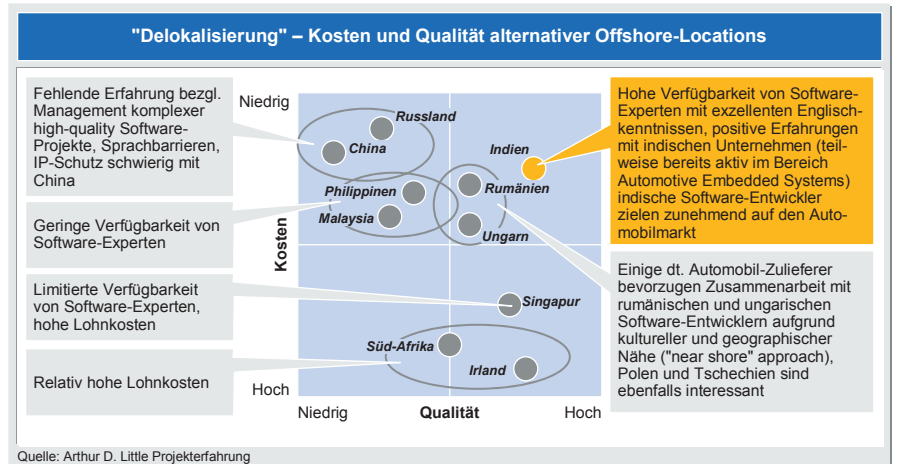 "Delokalisierung" – Kosten und Qualität alternativer Offshore-Locations
Fehlende Erfahrung bezgl.
Management komplexer
high-quality Software-
Projekte, Sprachbarrieren,
IP-Schutz schwierig mit
China
Geringe Verfügbarkeit von
Software-Experten
Limitierte Verfügbarkeit
von Software-Experten,
hohe Lohnkosten
Relativ hohe Lohnkosten
Kosten
Niedrig
Hoch
Russland
China
Indien
Philippinen
Rumänien
Malaysia
Ungarn
Singapur
Süd-Afrika
Irland
Niedrig
Qualität
Hoch
Hohe Verfügbarkeit von Software-
Experten mit exzellenten Englisch-
kenntnissen, positive Erfahrungen
mit indischen Unternehmen (teil-
weise bereits aktiv im Bereich
Automotive Embedded Systems)
indische Software-Entwickler
zielen zunehmend auf den Auto-
mobilmarkt
Einige dt. Automobil-Zulieferer
bevorzugen Zusammenarbeit mit
rumänischen und ungarischen
Software-Entwicklern aufgrund
kultureller und geographischer
Nähe ("near shore" approach),
Polen und Tschechien sind
ebenfalls interessant
Quelle: Arthur D. Little Projekterfahrung